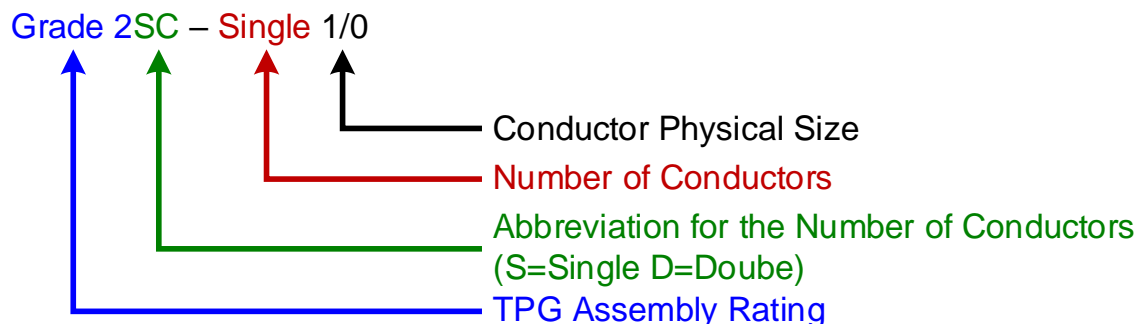 Grade 2SC – Single 1/0
Conductor Physical Size
Number of Conductors
Abbreviation for the Number of Conductors
(S=Single D=Doube)
TPG Assembly Rating